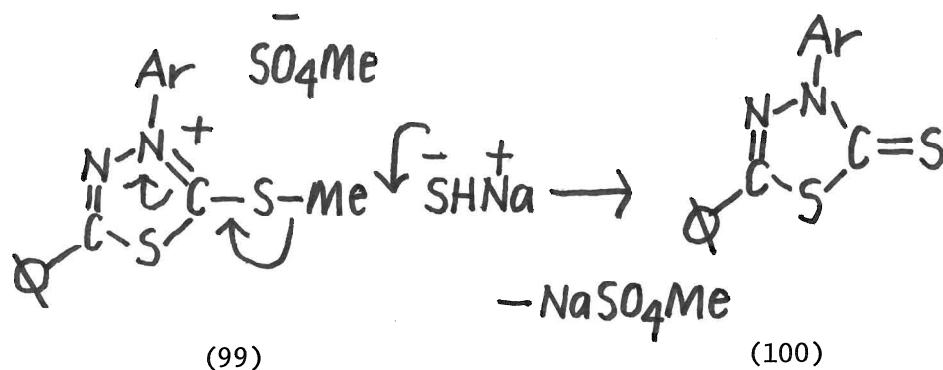 −
Ar SO4Me
N N +
C S Me
C S
Φ
− +
SHNa
− NaSO4Me
(99)
Ar
N N
C S
C S
Φ
(100)